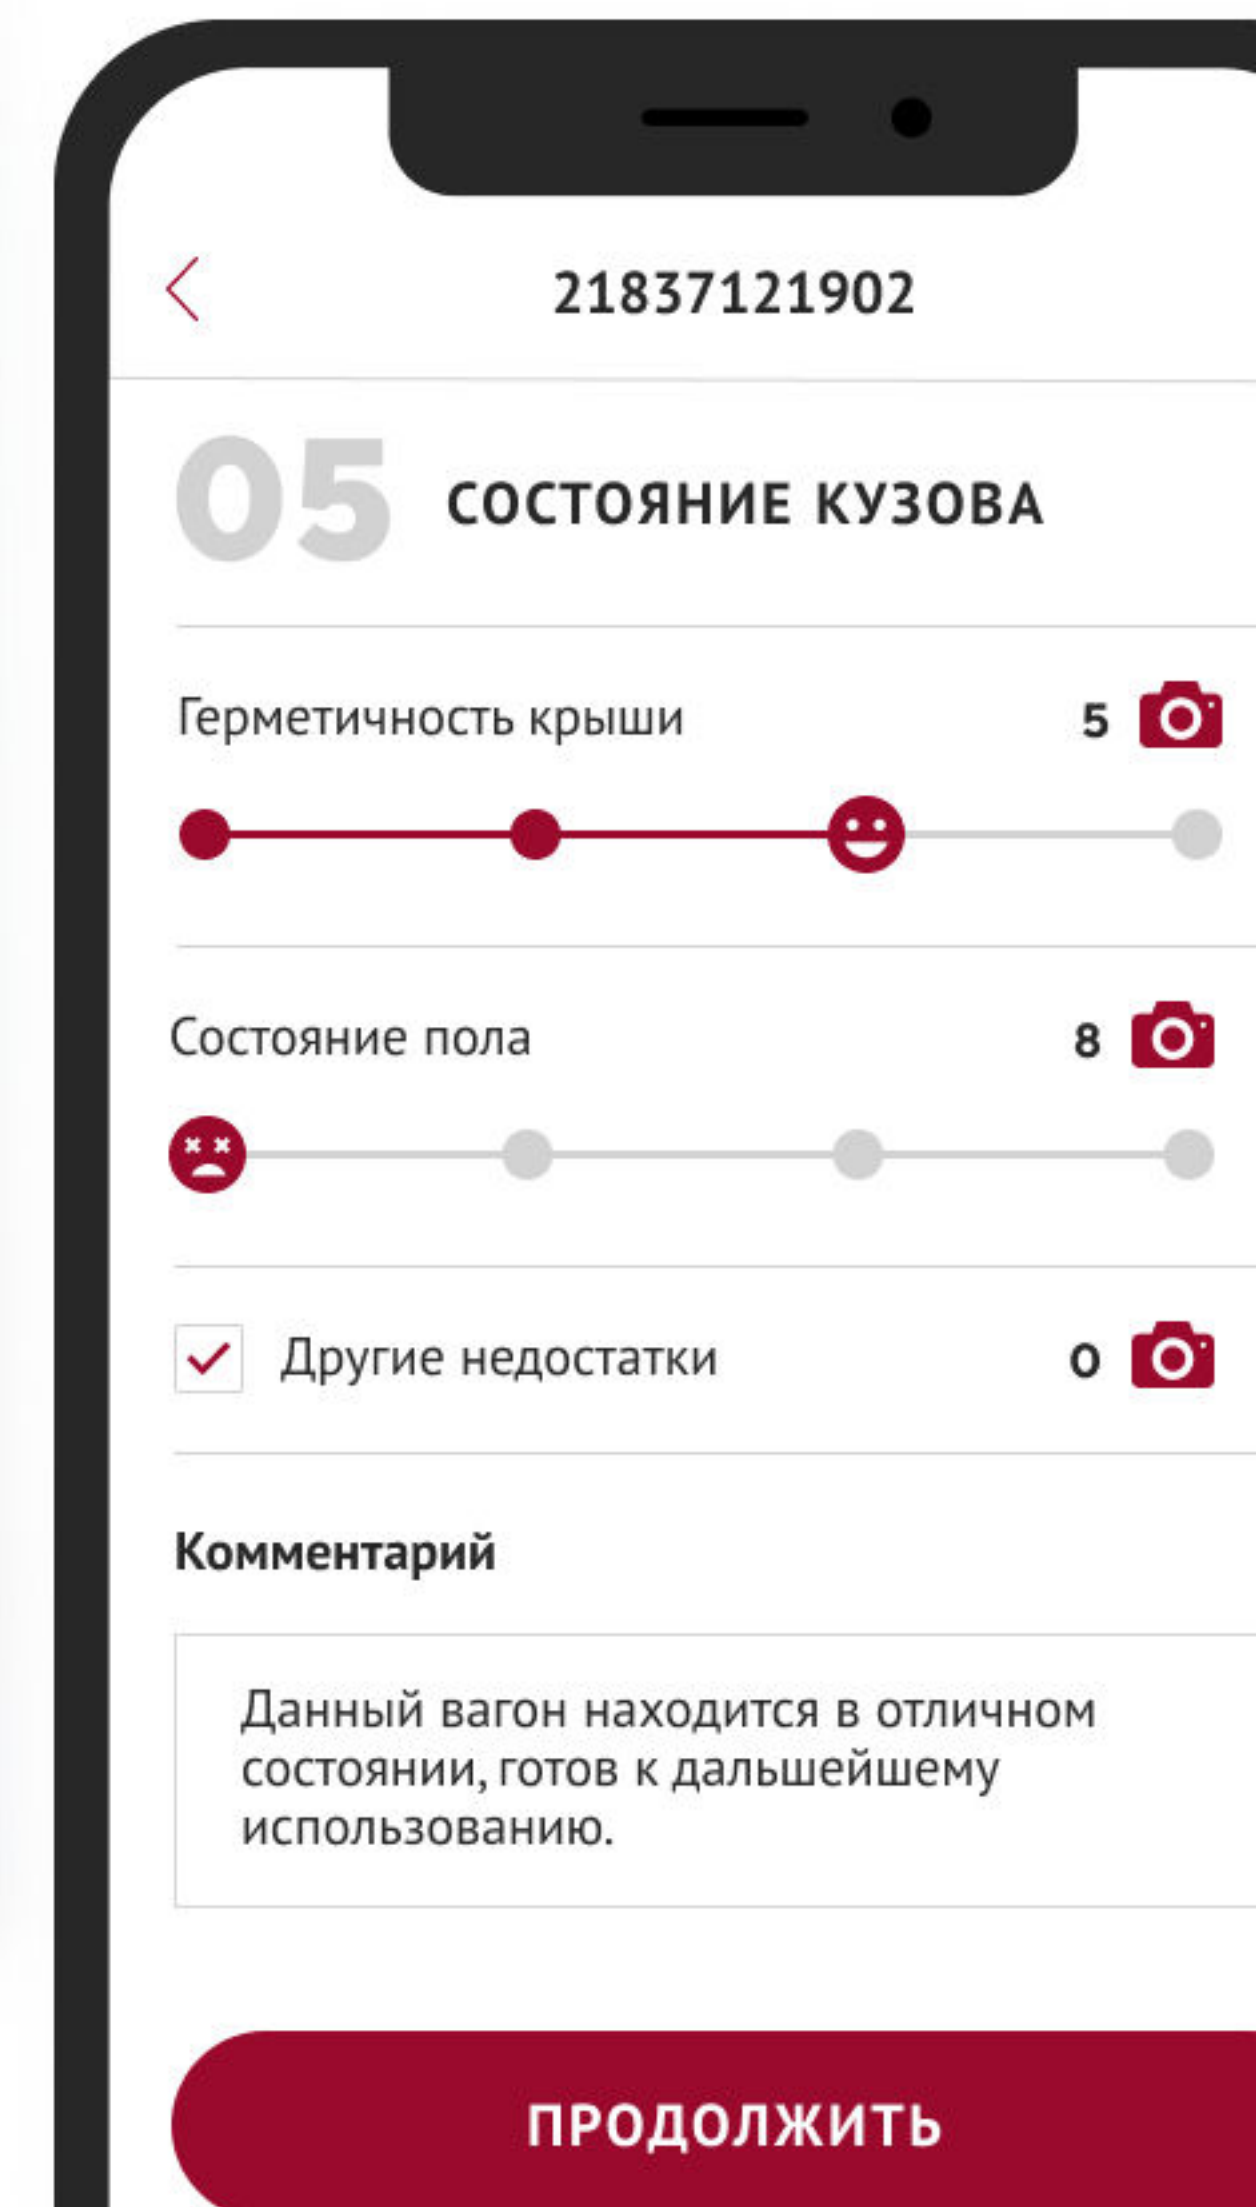 21837121902
05 СОСТОЯНИЕ КУЗОВА
Герметичность крыши 5
Состояние пола 8
Другие недостатки 0
Комментарий
Данный вагон находится в отличном
состоянии, готов к дальшейшему
использованию.
ПРОДОЛЖИТЬ